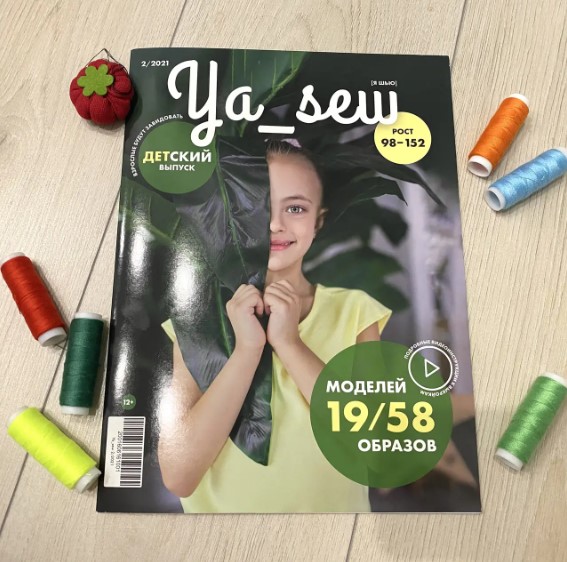 2/2021
[Я ШЬЮ]
Ya_sew
ВЗРОСЛЫЕ БУДУТ ЗАВИДОВАТЬ
ДЕТСКИЙ
ВЫПУСК
РОСТ
98–152
ПОДРОБНЫЕ ВИДЕОИНСТРУКЦИИ К ВЫКРОЙКАМ
МОДЕЛЕЙ
19/58
ОБРАЗОВ
12+